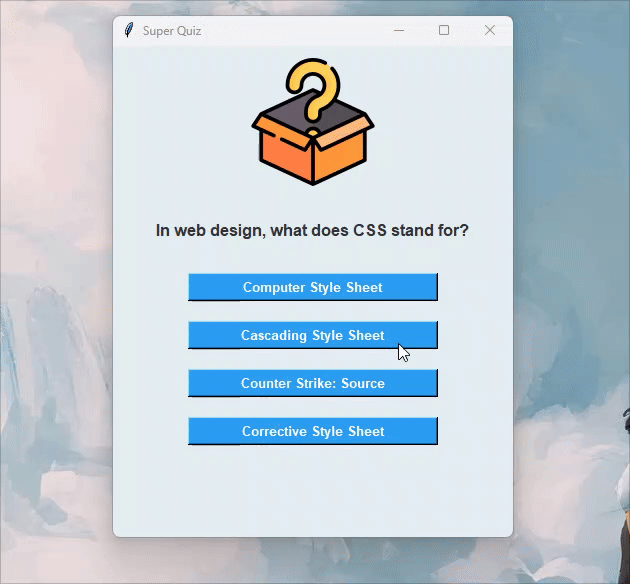 Super Quiz
In web design, what does CSS stand for?
Computer Style Sheet
Cascading Style Sheet
Counter Strike: Source
Corrective Style Sheet